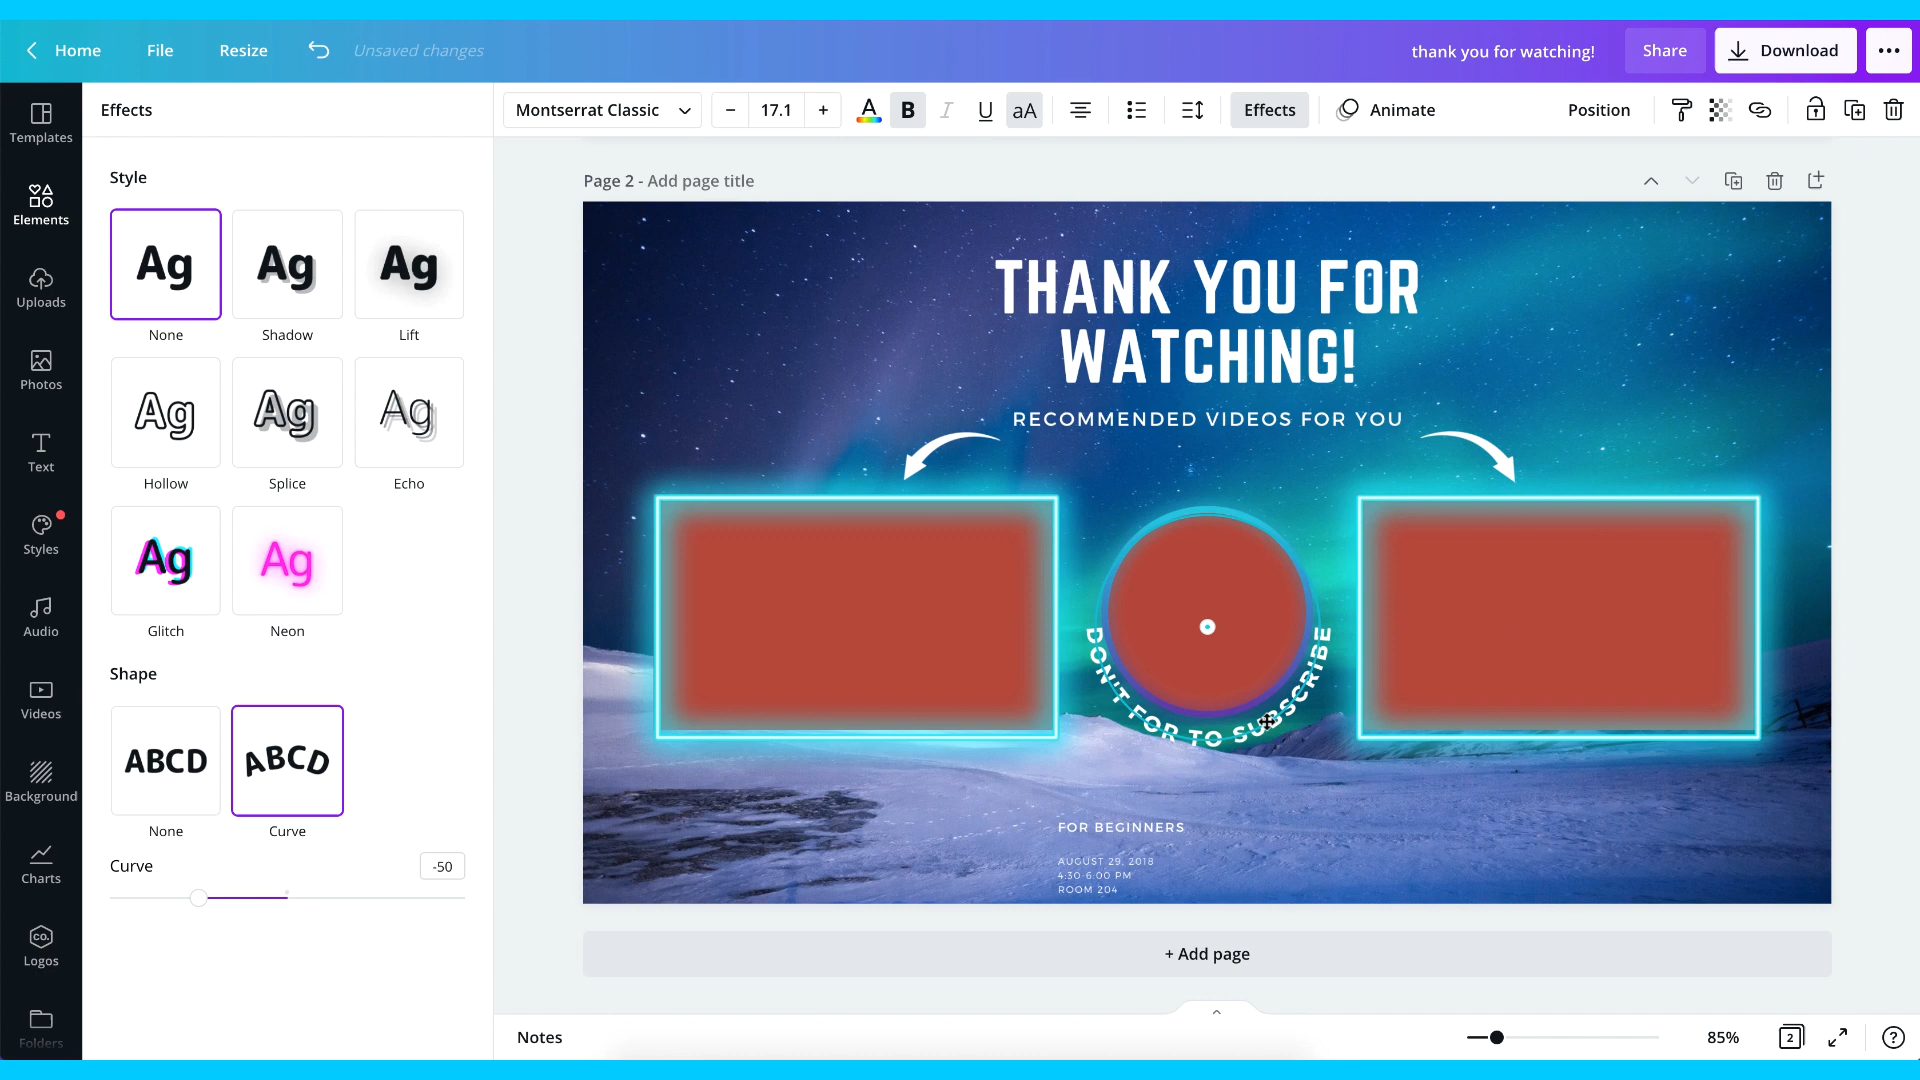 Home
File
Resize
Unsaved changes
thank you for watching!
Share
Download
Templates
Elements
Uploads
Photos
Text
Styles
Audio
Videos
Background
Charts
CO.
Logos
Folders
Effects
Style
Ag
None
Ag
Shadow
Ag
Lift
Ag
Hollow
Ag
Splice
Ag
Echo
Ag
Glitch
Ag
Neon
Shape
ABCD
None
ABCD
Curve
Curve
-50
Montserrat Classic
17.1
A
B
I
U
aA
Effects
Animate
Position
Page 2 - Add page title
THANK YOU FOR
WATCHING!
RECOMMENDED VIDEOS FOR YOU
DON'T FOR TO SUBSCRIBE
FOR BEGINNERS
AUGUST 29, 2018
4:30-6:00 PM
ROOM 204
+ Add page
Notes
85%
2
?